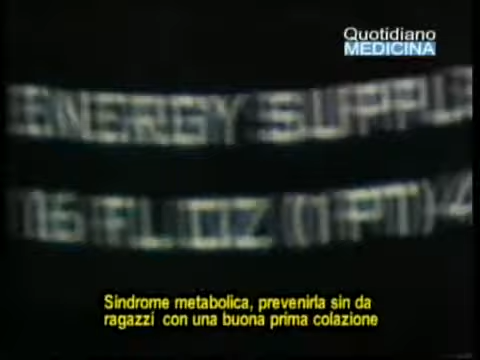 Quotidiano
MEDICINA
ENERGY SUPPL
16 FL OZ (1 PT) 4
Sindrome metabolica, prevenirla sin da
ragazzi con una buona prima colazione